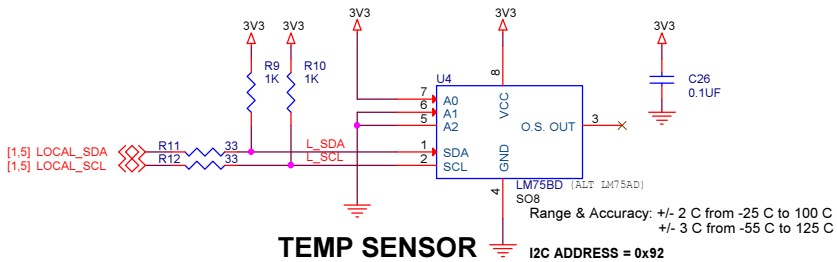 3V3 3V3 3V3 3V3 3V3
R9 R10
1K 1K
U4
8
VCC
C26
0.1UF
7 A0
6 A1
5 A2
O.S. OUT 3
[1,5] LOCAL_SDA R11 33 L_SDA 1 SDA
[1,5] LOCAL_SCL R12 33 L_SCL 2 SCL
GND
4
LM75BD (ALT LM75AD)
SO8
Range & Accuracy: +/- 2 C from -25 C to 100 C
+/- 3 C from -55 C to 125 C
TEMP SENSOR
I2C ADDRESS = 0x92